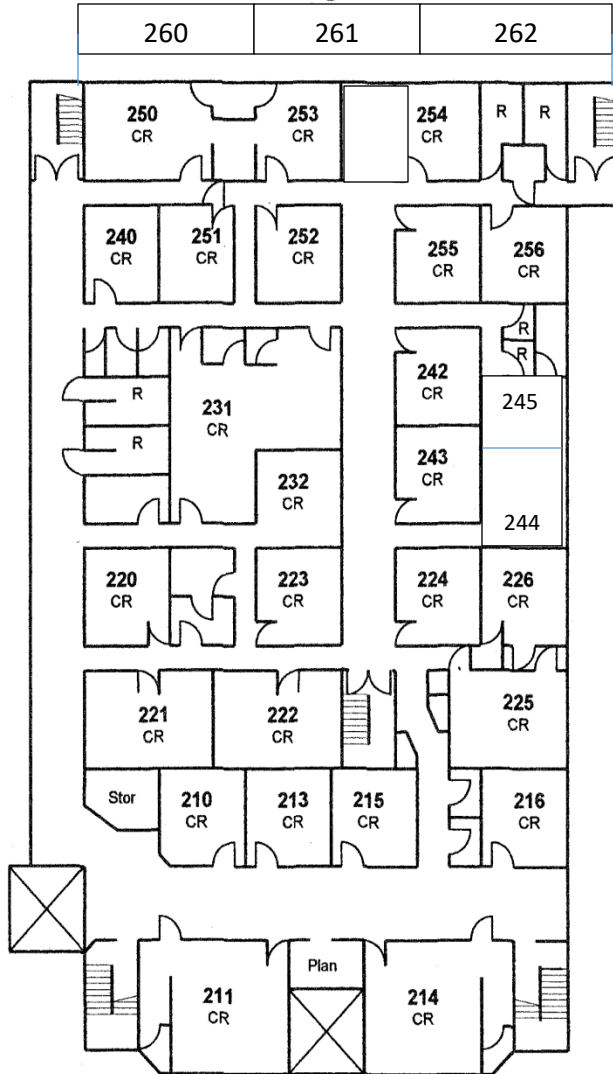 260 261 262
250 253 254 R R
CR CR CR
240 251 252 255 256
CR CR CR CR CR
R
R
242
CR
231
CR
R
245
243
CR
R
232
CR
244
220 223 224 226
CR CR CR CR
221 222 225
CR CR CR
Stor 210 213 215 216
CR CR CR CR
Plan
211 214
CR CR